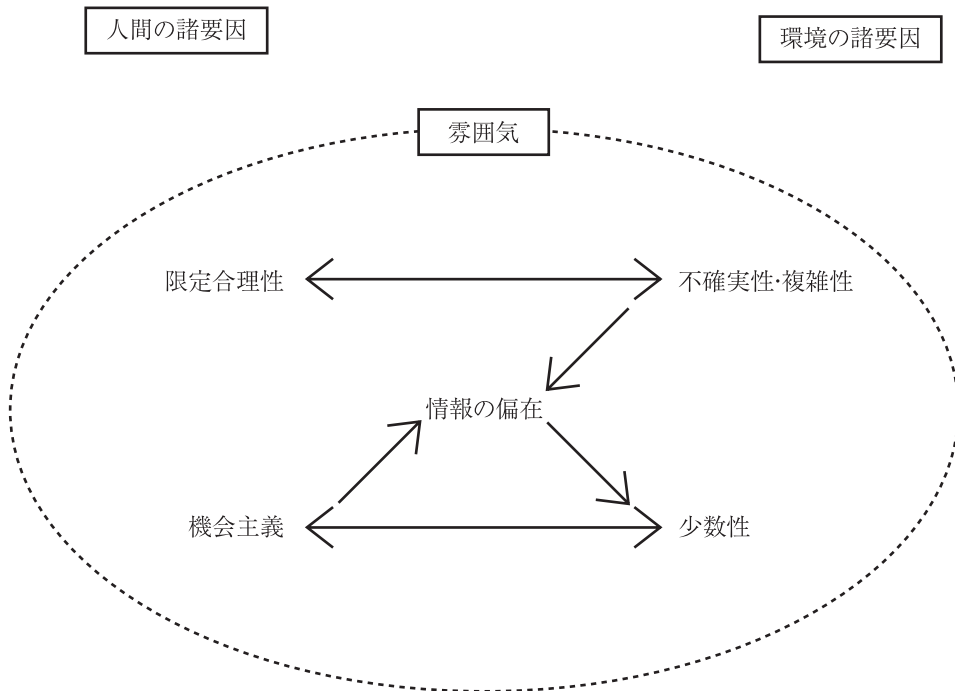 人間の諸要因
環境の諸要因
雰囲気
限定合理性
不確実性・複雑性
情報の偏在
機会主義
少数性